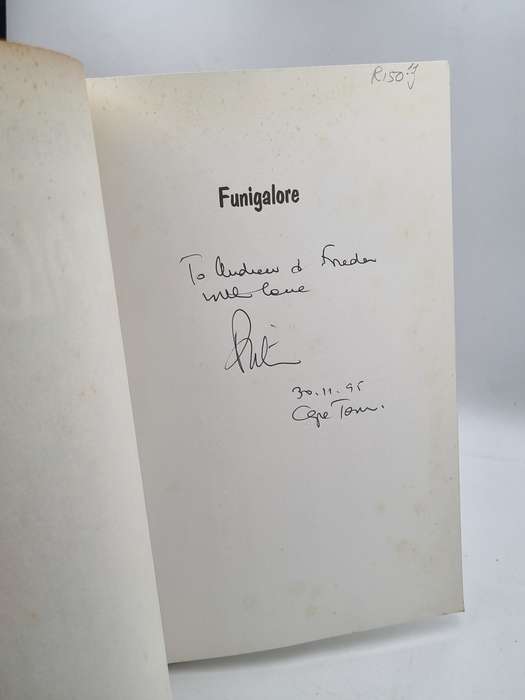 R150
Funigalore
To Andrew & Frieda
with love
30.11.95
Cape Town.